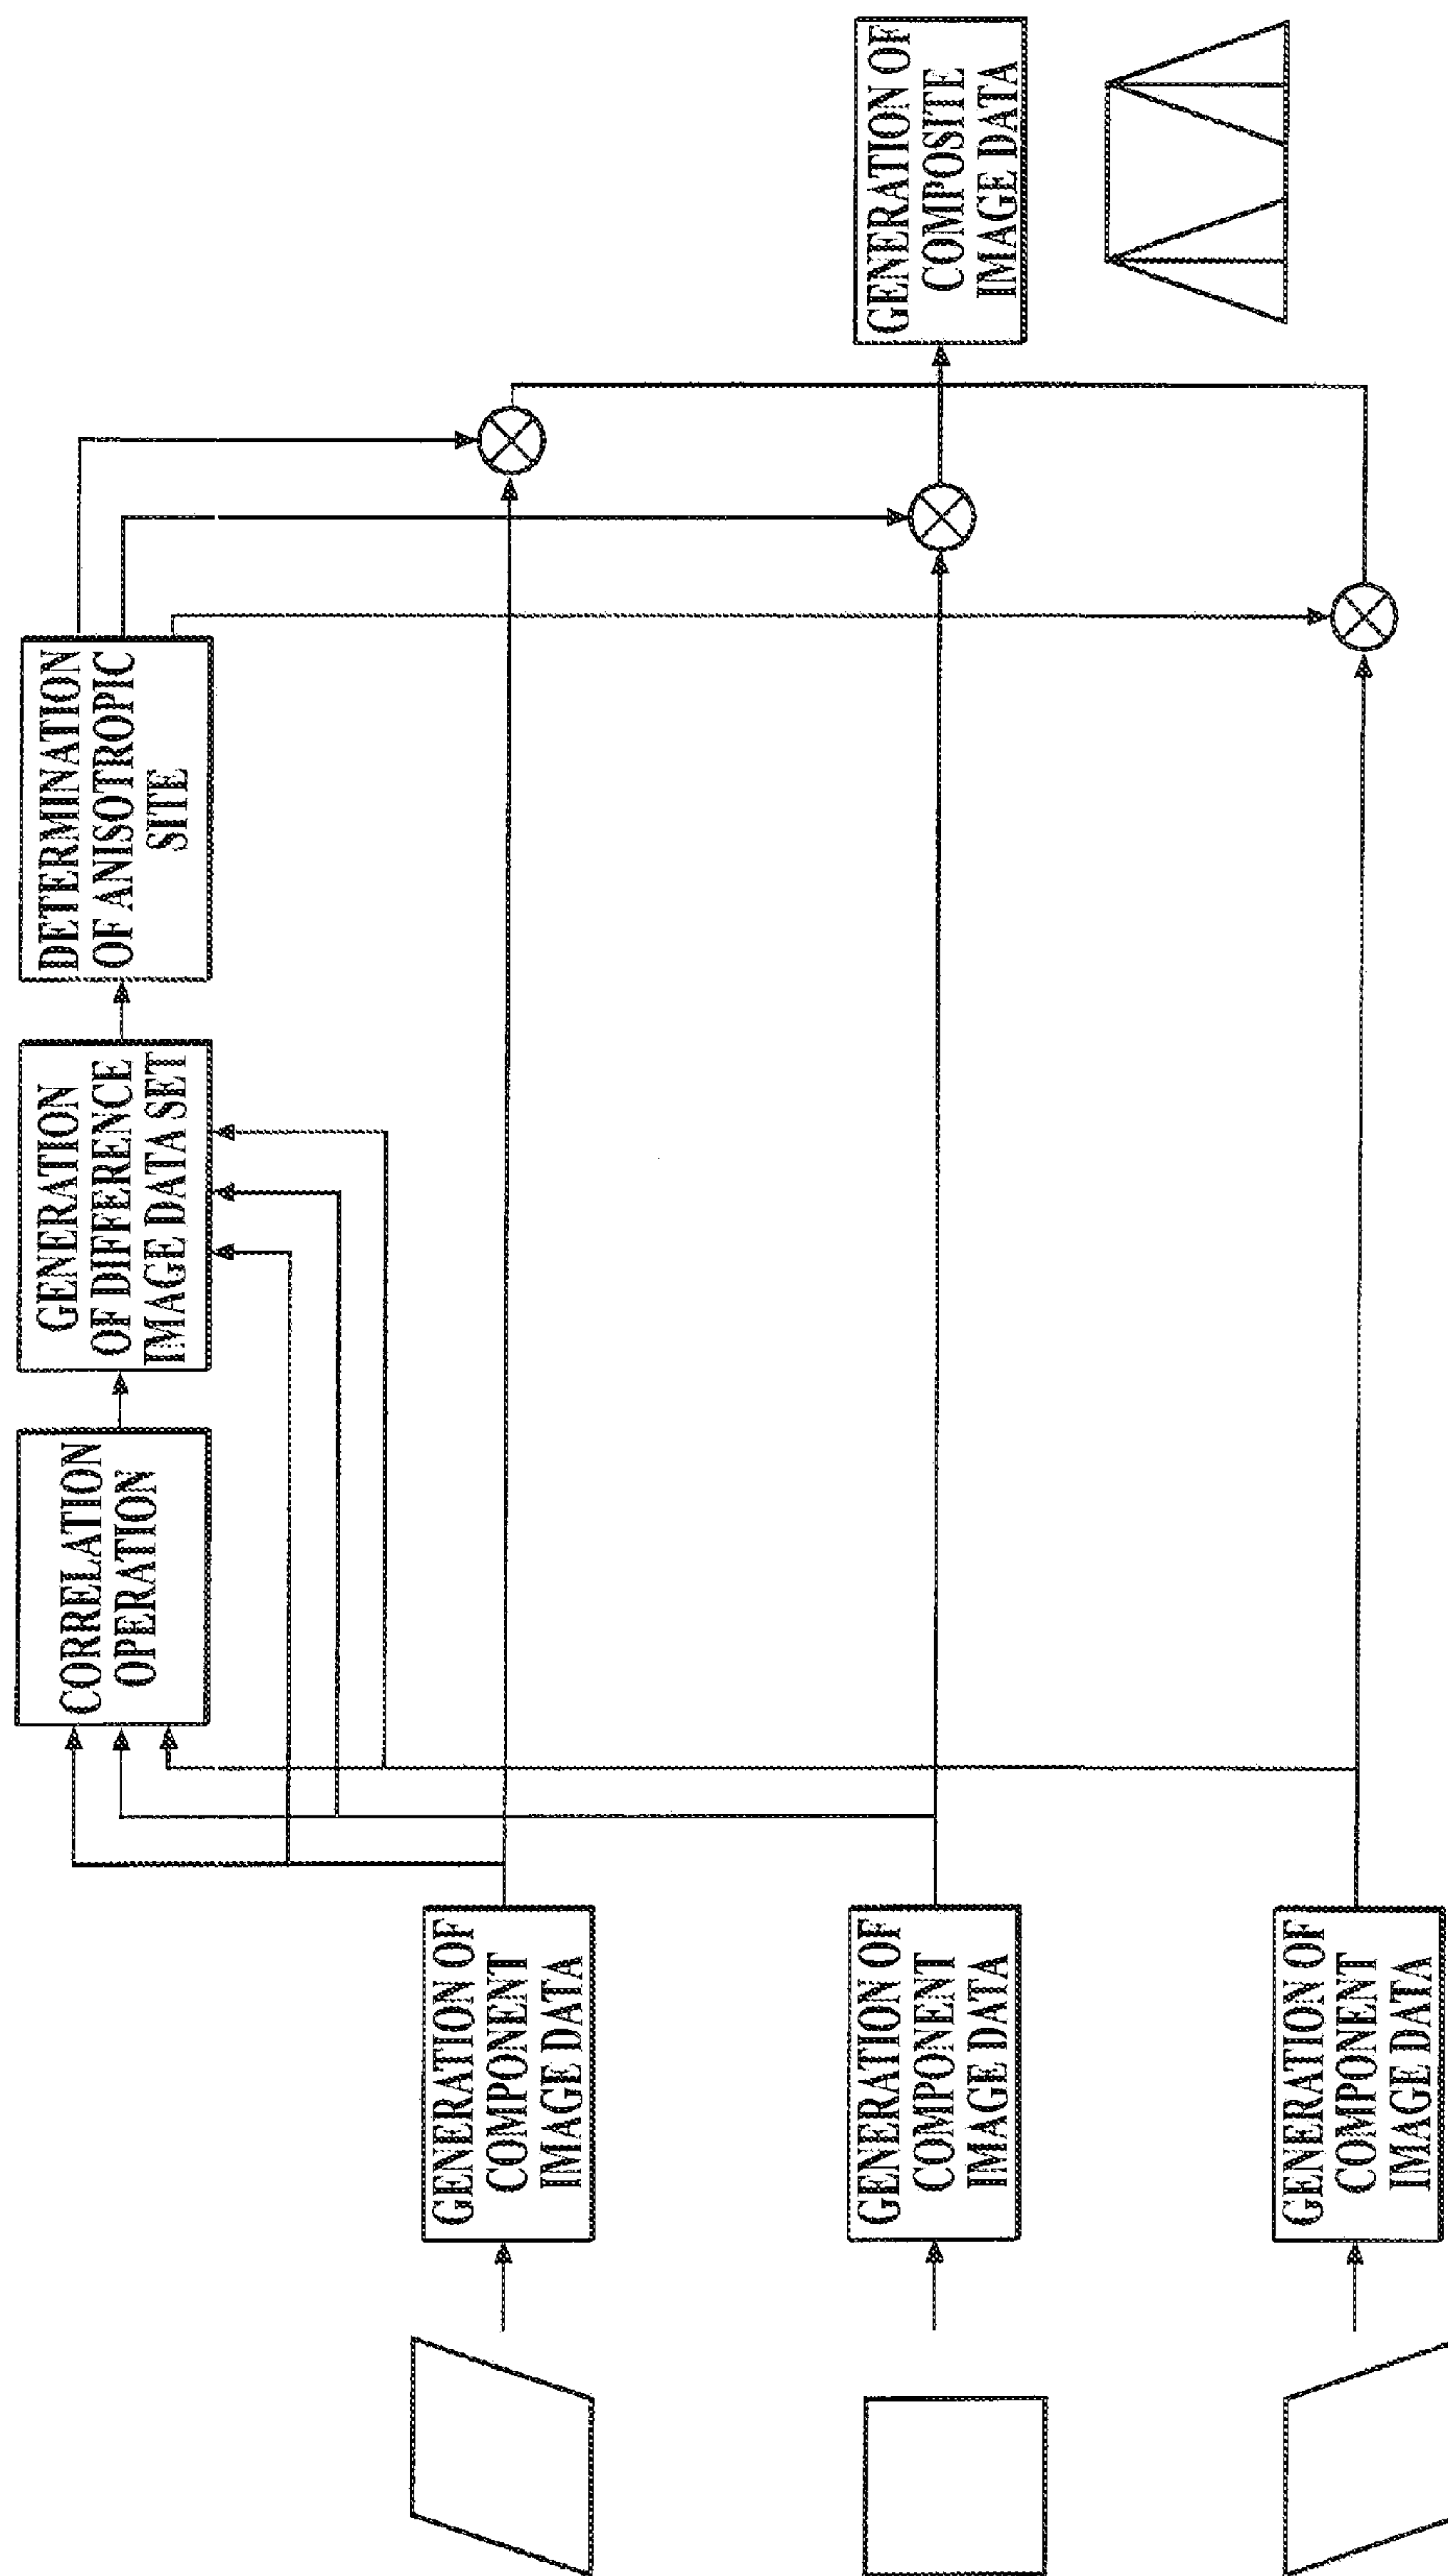 CORRELATION
OPERATION
GENERATION
OF DIFFERENCE
IMAGE DATA SET
DETERMINATION
OF ANISOTROPIC
SITE
GENERATION OF
COMPONENT
IMAGE DATA
GENERATION OF
COMPONENT
IMAGE DATA
GENERATION OF
COMPOSITE
IMAGE DATA
GENERATION OF
COMPONENT
IMAGE DATA